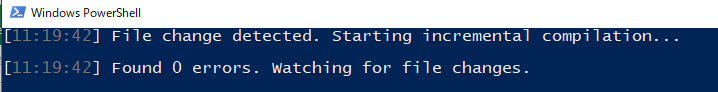 Windows PowerShell
[11:19:42] File change detected. Starting incremental compilation...
[11:19:42] Found 0 errors. Watching for file changes.